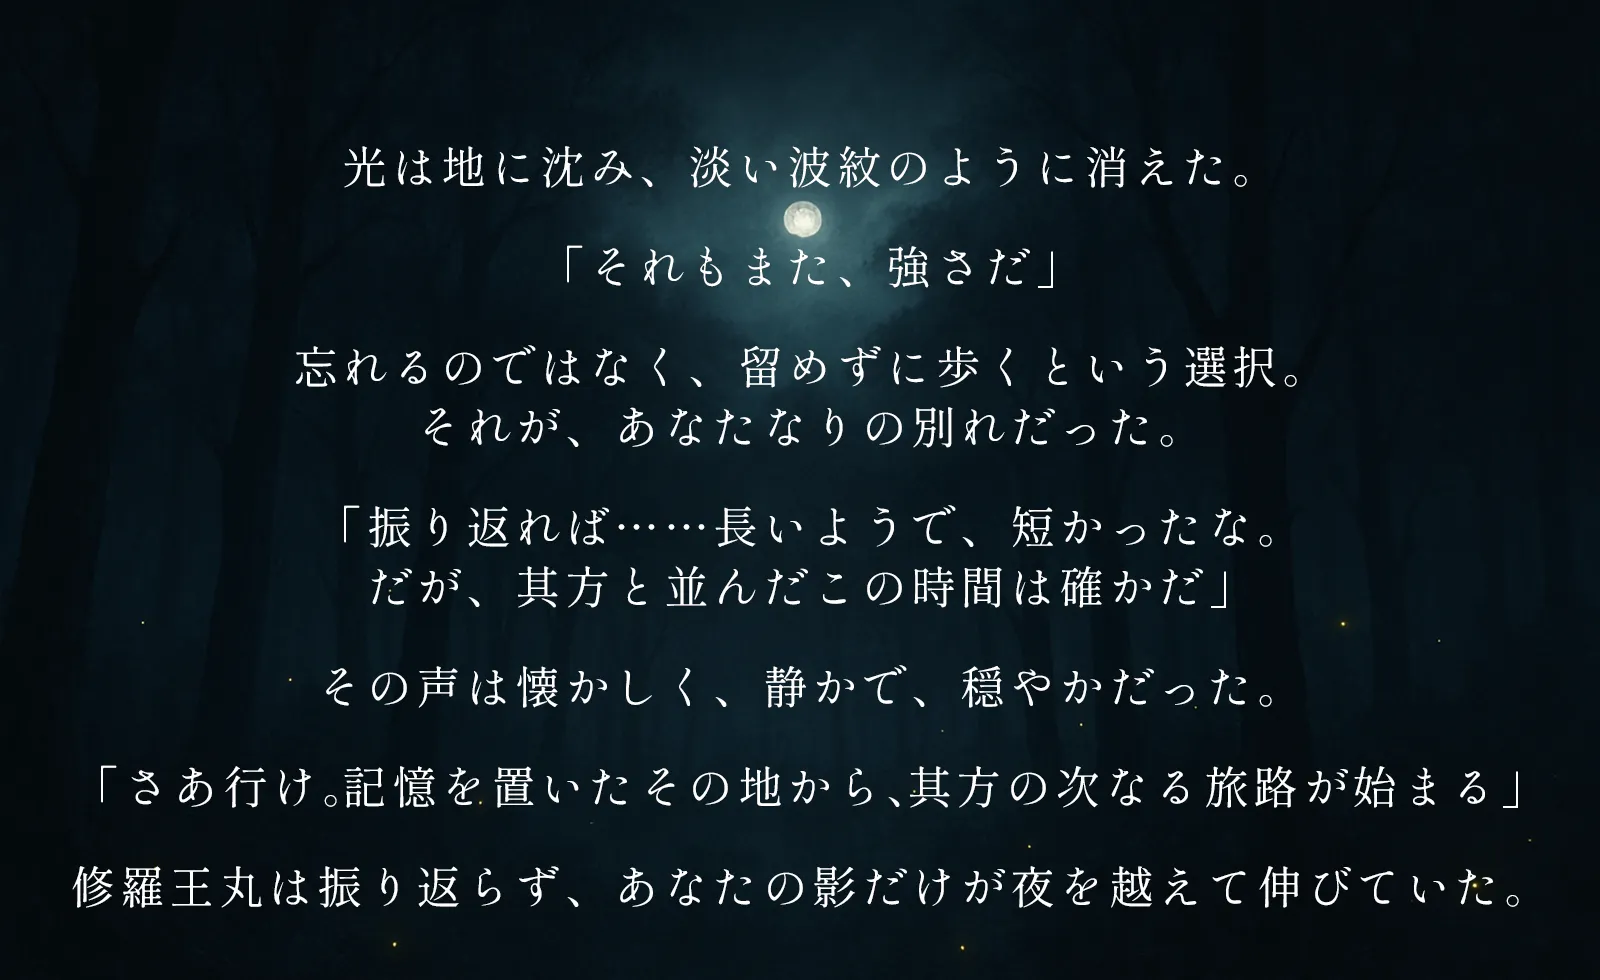 光は地に沈み、淡い波紋のように消えた。
「それもまた、強さだ」
忘れるのではなく、留めずに歩くという選択。
それが、あなたなりの別れだった。
「振り返れば……長いようで、短かったな。
だが、其方と並んだこの時間は確かだ」
その声は懐かしく、静かで、穏やかだった。
「さあ行け。記憶を置いたその地から、其方の次なる旅路が始まる」
修羅王丸は振り返らず、あなたの影だけが夜を越えて伸びていた。